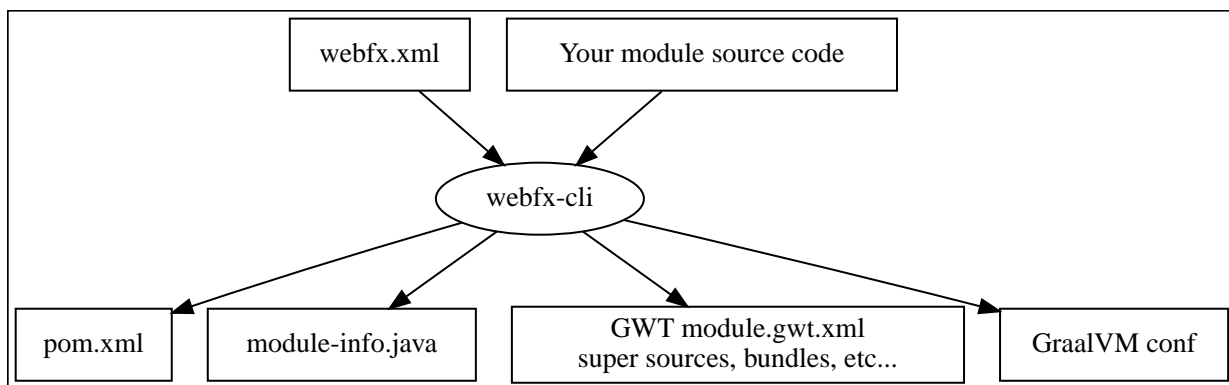 webfx.xml
Your module source code
webfx-cli
pom.xml
module-info.java
GWT module.gwt.xml
super sources, bundles, etc...
GraalVM conf